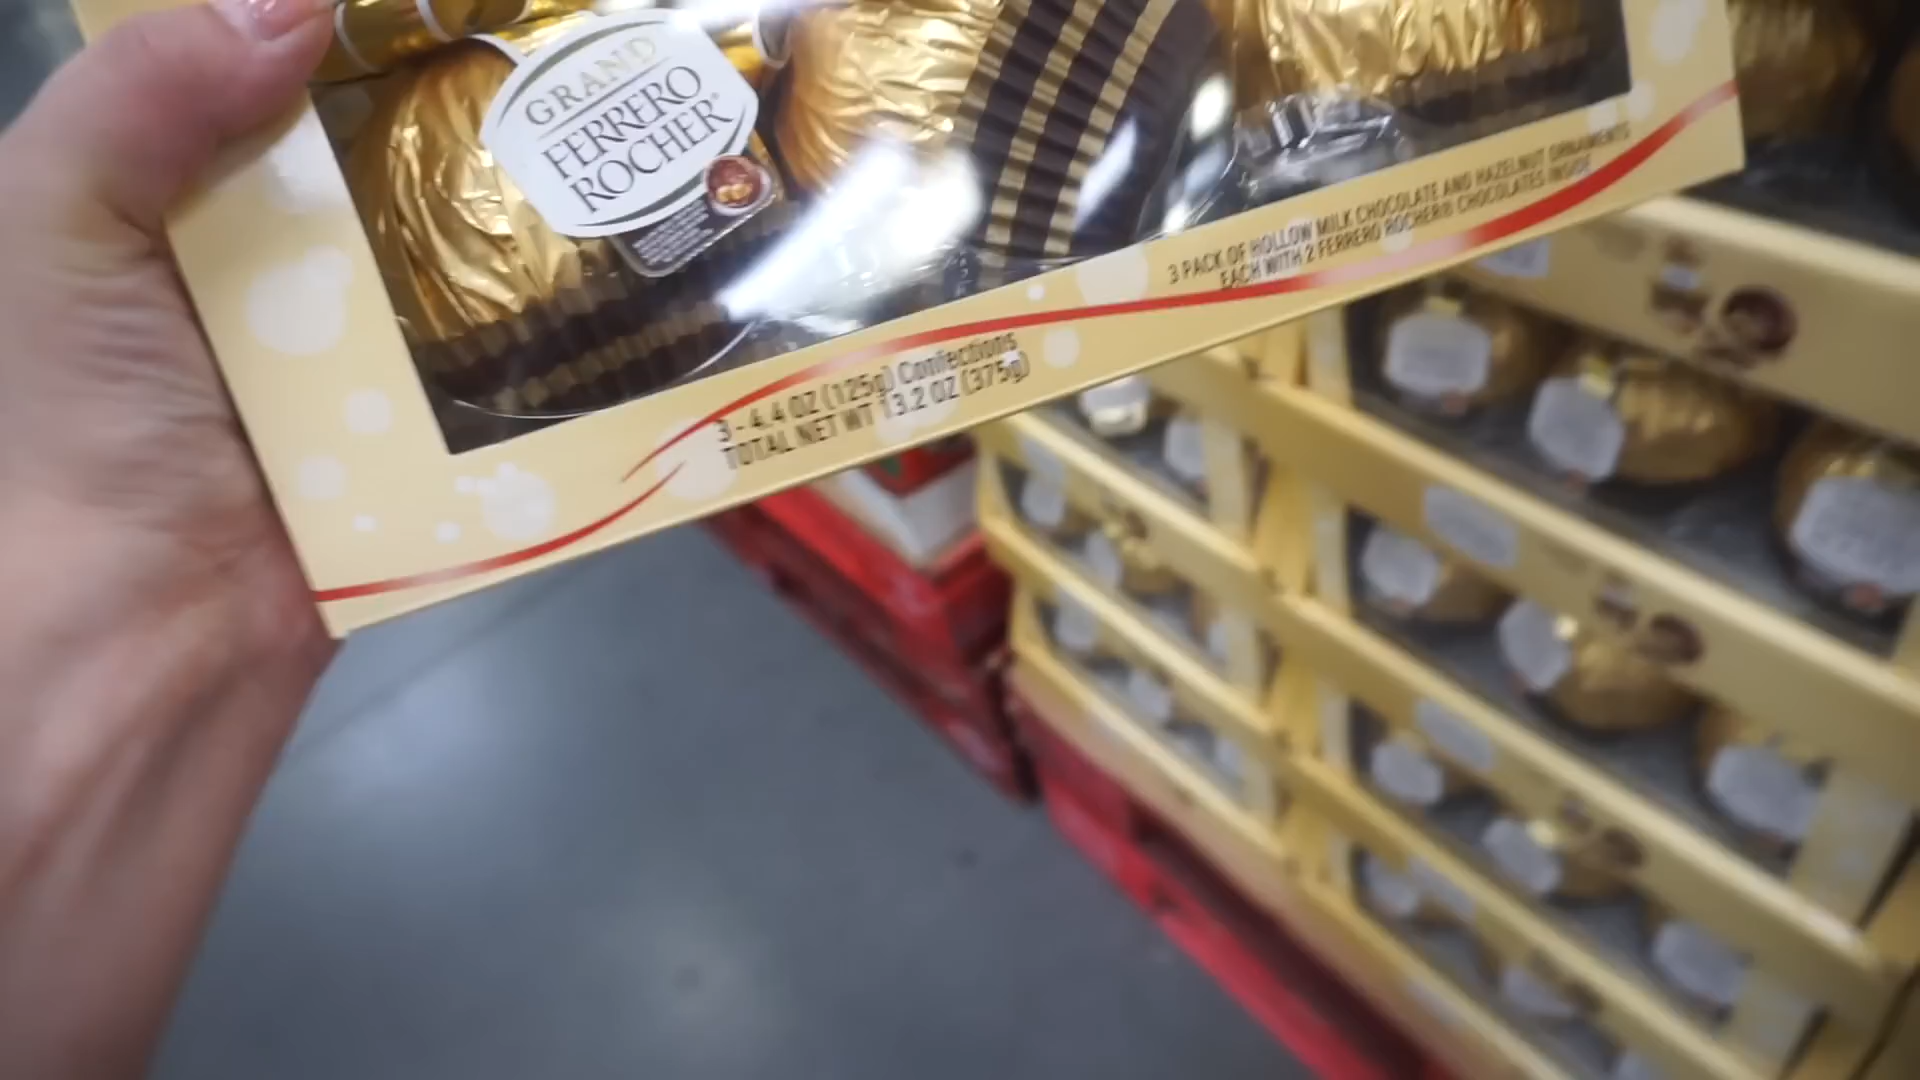 GRAND
FERRERO
ROCHER®
3 PACK OF HOLLOW MILK CHOCOLATE AND HAZELNUT ORNAMENTS
EACH WITH 2 FERRERO ROCHER® CHOCOLATES INSIDE
3 - 4.4 OZ (125g) Confections
TOTAL NET WT 13.2 OZ (375g)